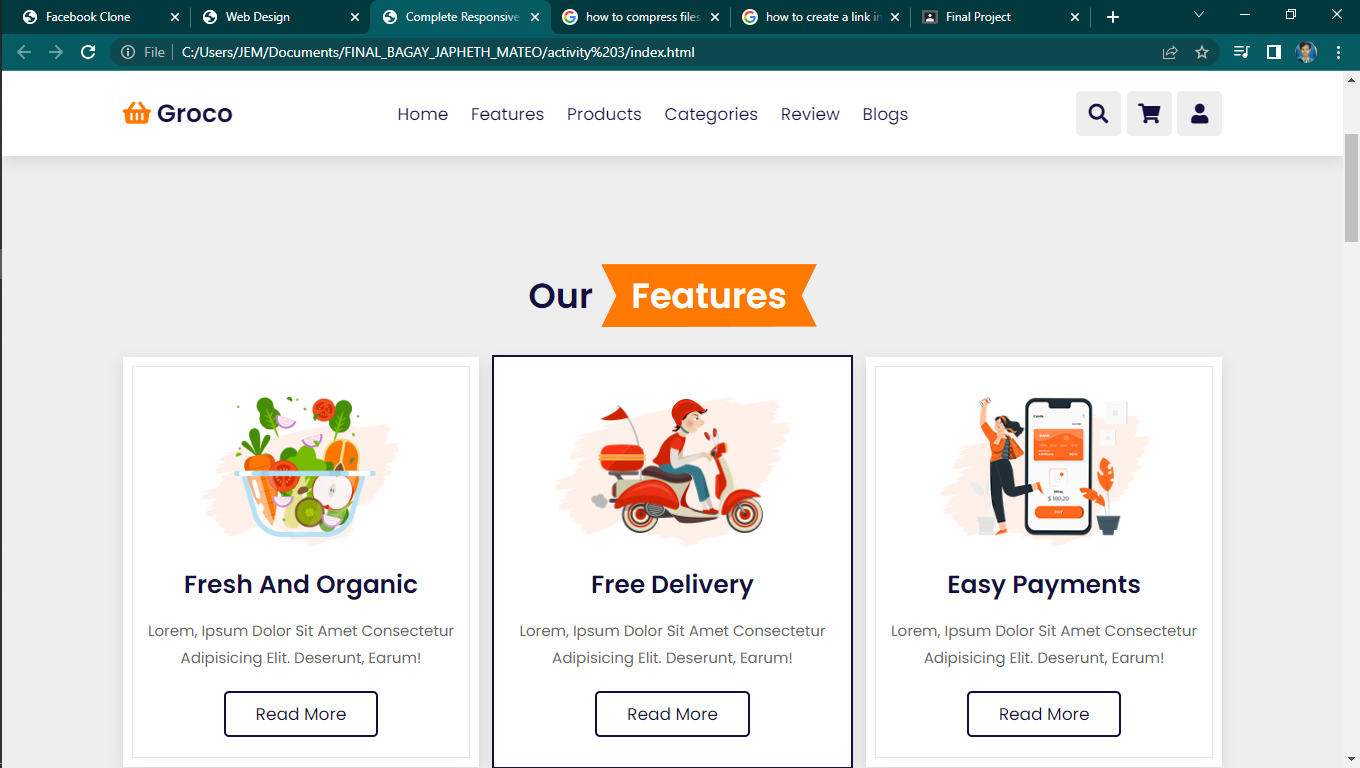 Facebook Clone
Web Design
Complete Responsive
how to compress files
how to create a link in
Final Project
File
C:/Users/JEM/Documents/FINAL_BAGAY_JAPHETH_MATEO/activity%203/index.html
Groco
Home
Features
Products
Categories
Review
Blogs
Our Features
Fresh And Organic
Lorem, Ipsum Dolor Sit Amet Consectetur
Adipisicing Elit. Deserunt, Earum!
Read More
Free Delivery
Lorem, Ipsum Dolor Sit Amet Consectetur
Adipisicing Elit. Deserunt, Earum!
Read More
PAY
Easy Payments
Lorem, Ipsum Dolor Sit Amet Consectetur
Adipisicing Elit. Deserunt, Earum!
Read More